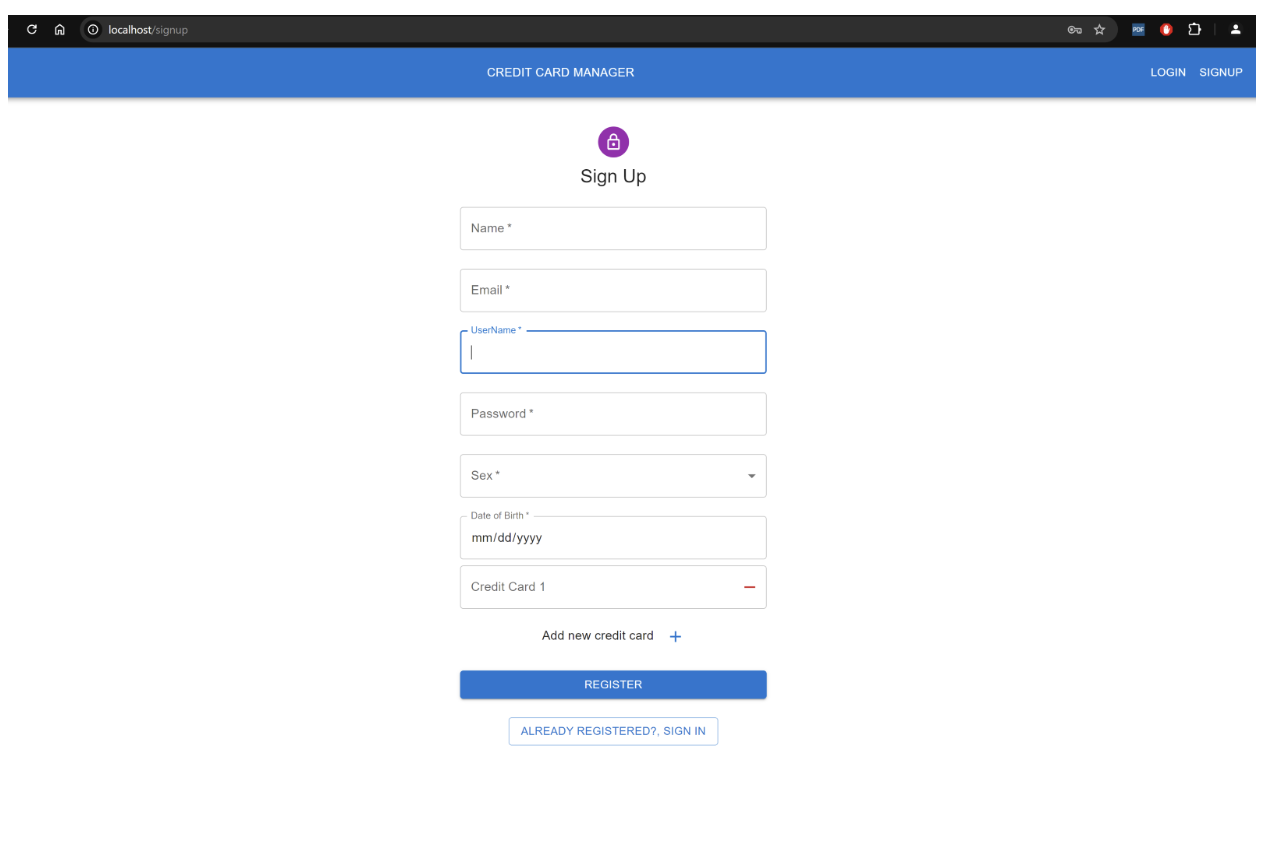 localhost/signup
PDF
CREDIT CARD MANAGER LOGIN SIGNUP
Sign Up
Name *
Email *
UserName *
Password *
Sex *
Date of Birth *
mm/dd/yyyy
Credit Card 1
Add new credit card +
REGISTER
ALREADY REGISTERED?, SIGN IN